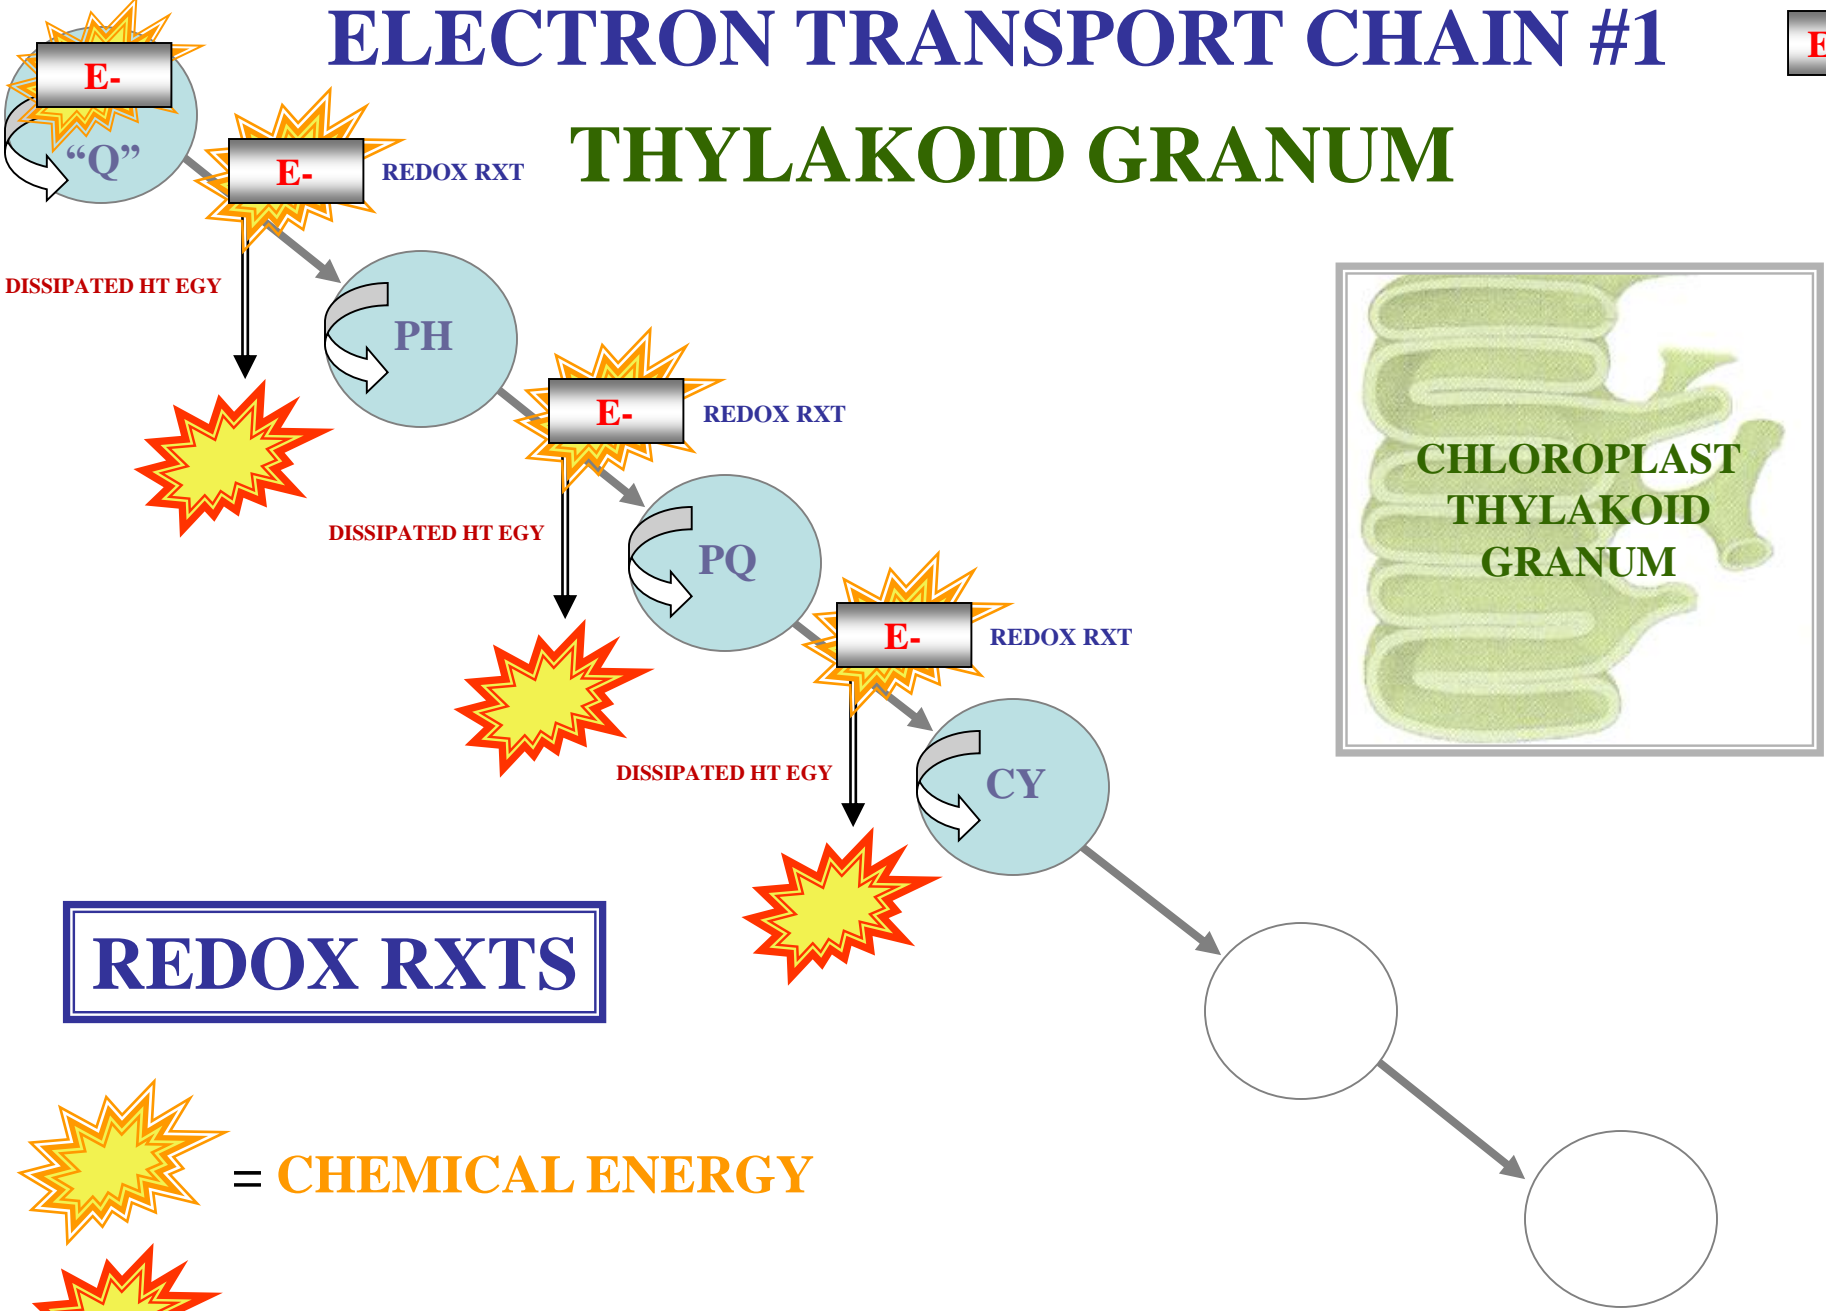 ELECTRON TRANSPORT CHAIN #1
E-
E-
"Q"
THYLAKOID GRANUM
E-
REDOX RXT
DISSIPATED HT EGY
PH
E-
REDOX RXT
CHLOROPLAST
THYLAKOID
GRANUM
DISSIPATED HT EGY
PQ
E-
REDOX RXT
DISSIPATED HT EGY
CY
REDOX RXTS
= CHEMICAL ENERGY